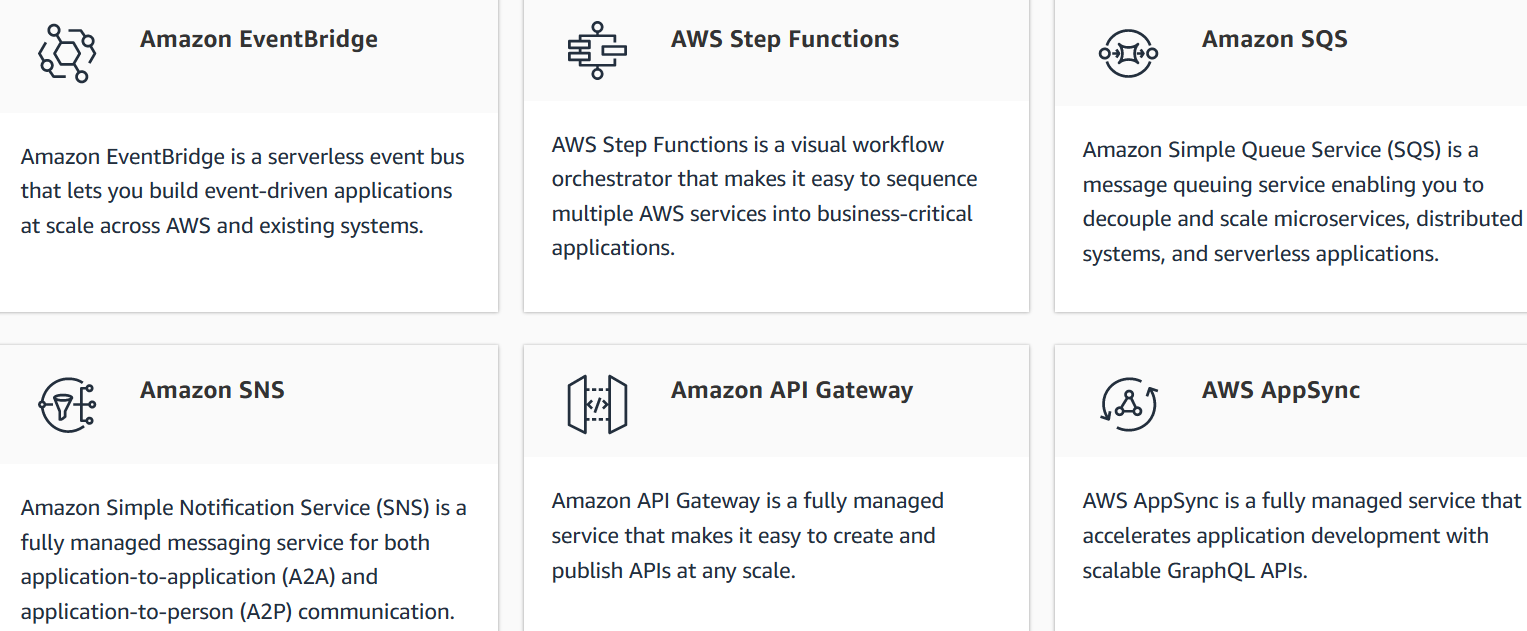 Amazon EventBridge
Amazon EventBridge is a serverless event bus
that lets you build event-driven applications
at scale across AWS and existing systems.
AWS Step Functions
AWS Step Functions is a visual workflow
orchestrator that makes it easy to sequence
multiple AWS services into business-critical
applications.
Amazon SQS
Amazon Simple Queue Service (SQS) is a
message queuing service enabling you to
decouple and scale microservices, distributed
systems, and serverless applications.
Amazon SNS
Amazon Simple Notification Service (SNS) is a
fully managed messaging service for both
application-to-application (A2A) and
application-to-person (A2P) communication.
Amazon API Gateway
Amazon API Gateway is a fully managed
service that makes it easy to create and
publish APIs at any scale.
AWS AppSync
AWS AppSync is a fully managed service that
accelerates application development with
scalable GraphQL APIs.